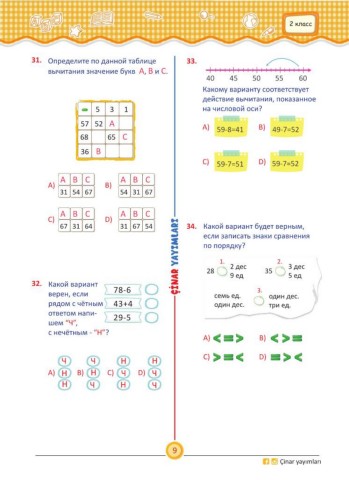 2 класс
31. Определите по данной таблице
вычитания значение букв А, В и С.
- 5 3 1
57 52 А
68 65 С
36 В
A) А В С
31 54 67
B) А В С
54 31 67
C) А В С
67 31 64
D) А В С
54 67 31
32. Какой вариант
верен, если
рядом с чётным
ответом напи-
шем "Ч",
с нечётным - "Н"?
78-6
43+4
29-5
A) Ч Н Н
B) Ч Н Ч
C) Н Ч Ч
D) Н Ч Н
33.
40 45 50 55 60
Какому варианту соответствует
действие вычитания, показанное
на числовой оси?
A) 59-8=41
B) 49-7=52
C) 59-7=51
D) 59-7=52
34. Какой вариант будет верным,
если записать знаки сравнения
по порядку?
1.
28 2 дес
9 ед
2.
35 3 дес
5 ед
3.
семь ед.
один дес.
один дес.
три ед.
A) < = >
B) = > <
C) > = <
D) > < =
ÇINAR YAYIMLARI
9
Çinar yayımları